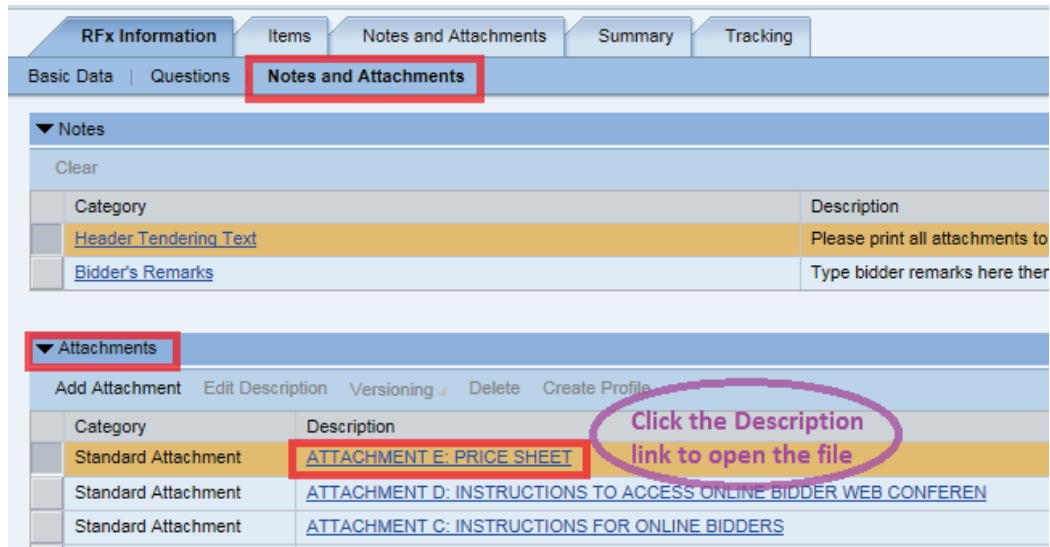 RFx Information Items Notes and Attachments Summary Tracking
Basic Data | Questions Notes and Attachments
Notes
Clear
Category Description
Header Tendering Text Please print all attachments to
Bidder's Remarks Type bidder remarks here then
Attachments
Add Attachment Edit Description Versioning Delete Create Profile
Category Description
Standard Attachment ATTACHMENT E: PRICE SHEET
Click the Description
link to open the file
Standard Attachment ATTACHMENT D: INSTRUCTIONS TO ACCESS ONLINE BIDDER WEB CONFEREN
Standard Attachment ATTACHMENT C: INSTRUCTIONS FOR ONLINE BIDDERS